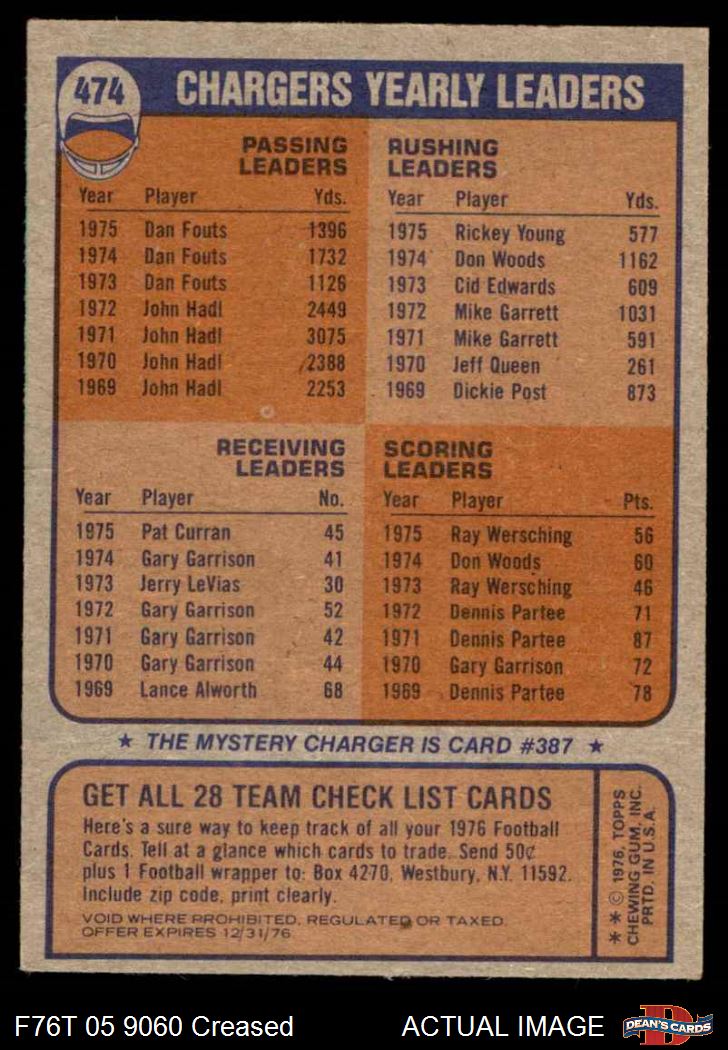 474
CHARGERS YEARLY LEADERS
PASSING
LEADERS
Year Player Yds.
1975 Dan Fouts 1396
1974 Dan Fouts 1732
1973 Dan Fouts 1126
1972 John Hadl 2449
1971 John Hadl 3075
1970 John Hadl 2388
1969 John Hadl 2253
RUSHING
LEADERS
Year Player Yds.
1975 Rickey Young 577
1974 Don Woods 1162
1973 Cid Edwards 609
1972 Mike Garrett 1031
1971 Mike Garrett 591
1970 Jeff Queen 261
1969 Dickie Post 873
RECEIVING
LEADERS
Year Player No.
1975 Pat Curran 45
1974 Gary Garrison 41
1973 Jerry LeVias 30
1972 Gary Garrison 52
1971 Gary Garrison 42
1970 Gary Garrison 44
1969 Lance Alworth 68
SCORING
LEADERS
Year Player Pts.
1975 Ray Wersching 56
1974 Don Woods 60
1973 Ray Wersching 46
1972 Dennis Partee 71
1971 Dennis Partee 87
1970 Gary Garrison 72
1969 Dennis Partee 78
★ THE MYSTERY CHARGER IS CARD #387 ★
GET ALL 28 TEAM CHECK LIST CARDS
Here's a sure way to keep track of all your 1976 Football
Cards. Tell at a glance which cards to trade. Send 50¢
plus 1 Football wrapper to: Box 4270, Westbury, N.Y. 11592.
Include zip code, print clearly.
VOID WHERE PROHIBITED, REGULATED OR TAXED.
OFFER EXPIRES 12/31/76
* * © 1976, TOPPS
CHEWING GUM, INC.
PRTD. IN U.S.A.
F76T 05 9060 Creased
ACTUAL IMAGE
D
DEAN'S CARDS